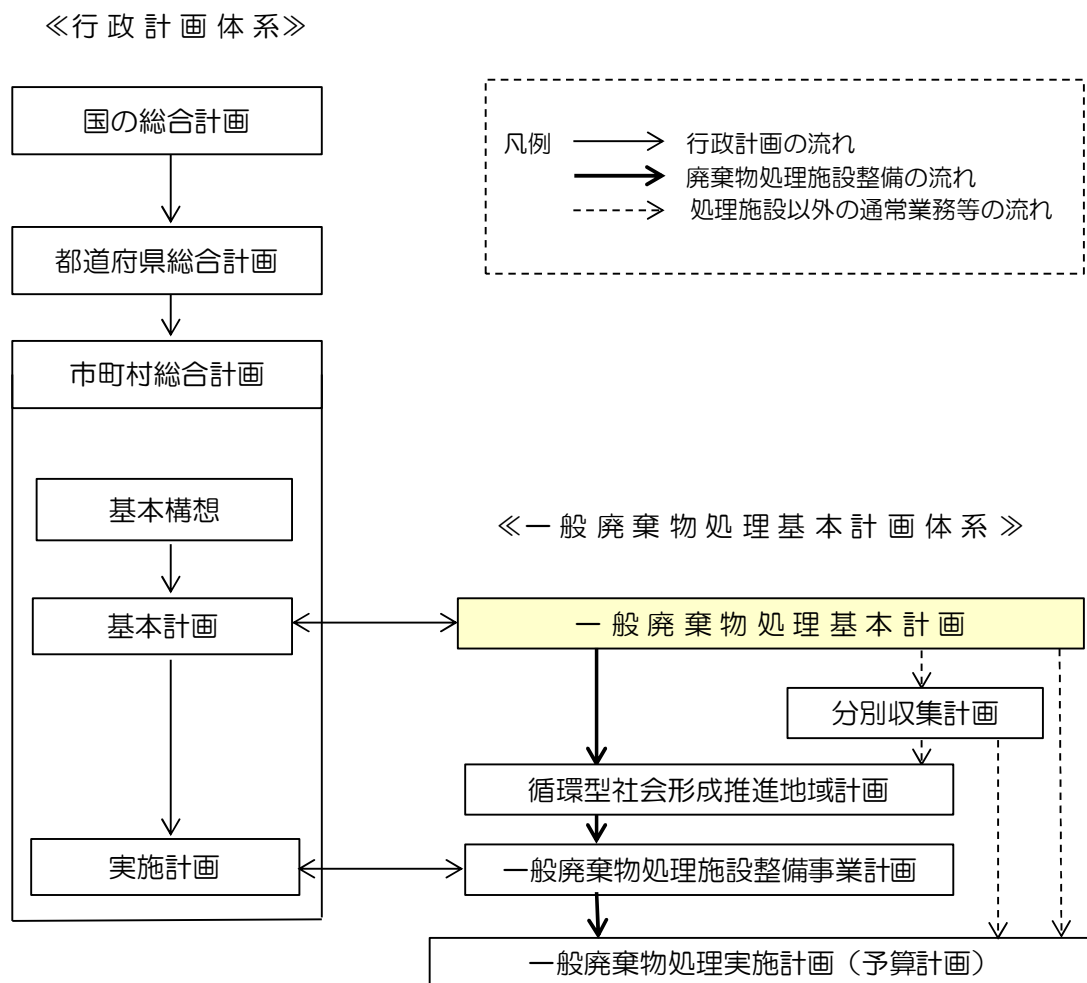 ≪行政計画体系≫
国の総合計画
凡例 行政計画の流れ
廃棄物処理施設整備の流れ
処理施設以外の通常業務等の流れ
都道府県総合計画
市町村総合計画
基本構想
≪一般廃棄物処理基本計画体系≫
基本計画
一般廃棄物処理基本計画
分別収集計画
循環型社会形成推進地域計画
実施計画
一般廃棄物処理施設整備事業計画
一般廃棄物処理実施計画（予算計画）